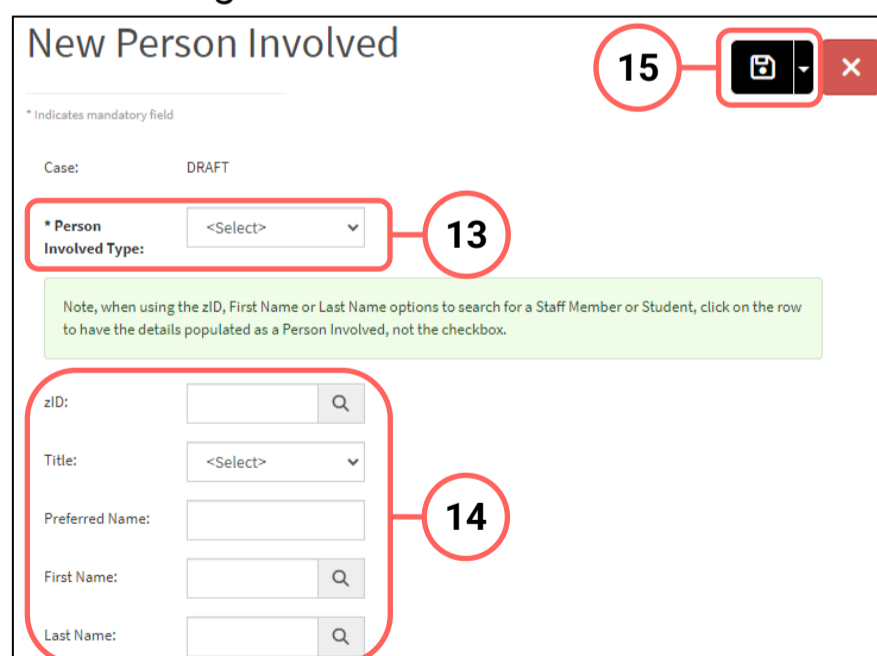 New Person Involved
15
* Indicates mandatory field
Case: DRAFT
* Person
Involved Type:
<Select>
13
Note, when using the zID, First Name or Last Name options to search for a Staff Member or Student, click on the row
to have the details populated as a Person Involved, not the checkbox.
zID:
Title: <Select>
Preferred Name:
14
First Name:
Last Name: